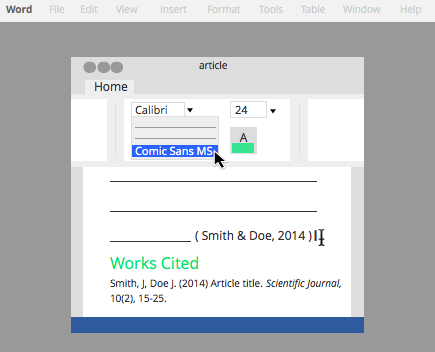 Word File Edit View Insert Format Tools Table Window Help
article
Home
Calibri 24
A
Comic Sans MS
( Smith & Doe, 2014 )
Works Cited
Smith, J, Doe J. (2014) Article title. Scientific Journal,
10(2), 15-25.